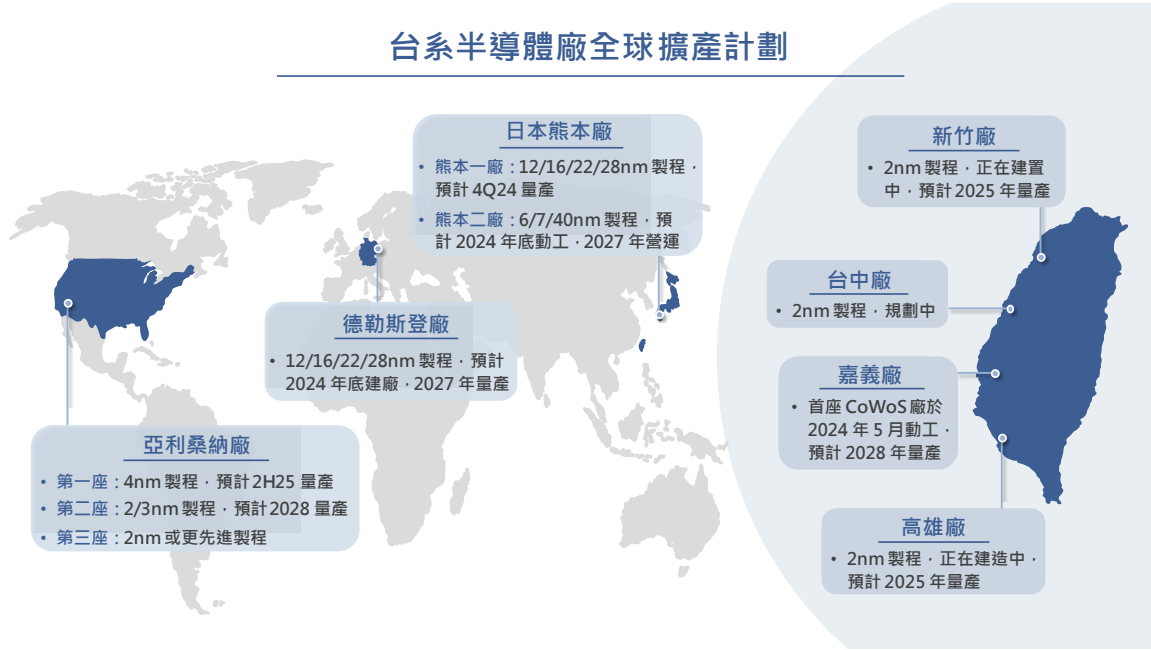 台系半導體廠全球擴產計劃
日本熊本廠
• 熊本一廠：12/16/22/28nm 製程，
預計 4Q24 量產
• 熊本二廠：6/7/40nm 製程，預
計 2024 年底動工，2027 年營運
德勒斯登廠
• 12/16/22/28nm 製程，預計
2024 年底建廠，2027 年量產
亞利桑納廠
• 第一座：4nm 製程，預計 2H25 量產
• 第二座：2/3nm 製程，預計 2028 量產
• 第三座：2nm 或更先進製程
新竹廠
• 2nm 製程，正在建置
中，預計 2025 年量產
台中廠
• 2nm 製程，規劃中
嘉義廠
• 首座 CoWoS 廠於
2024 年 5 月動工，
預計 2028 年量產
高雄廠
• 2nm 製程，正在建造中，
預計 2025 年量產